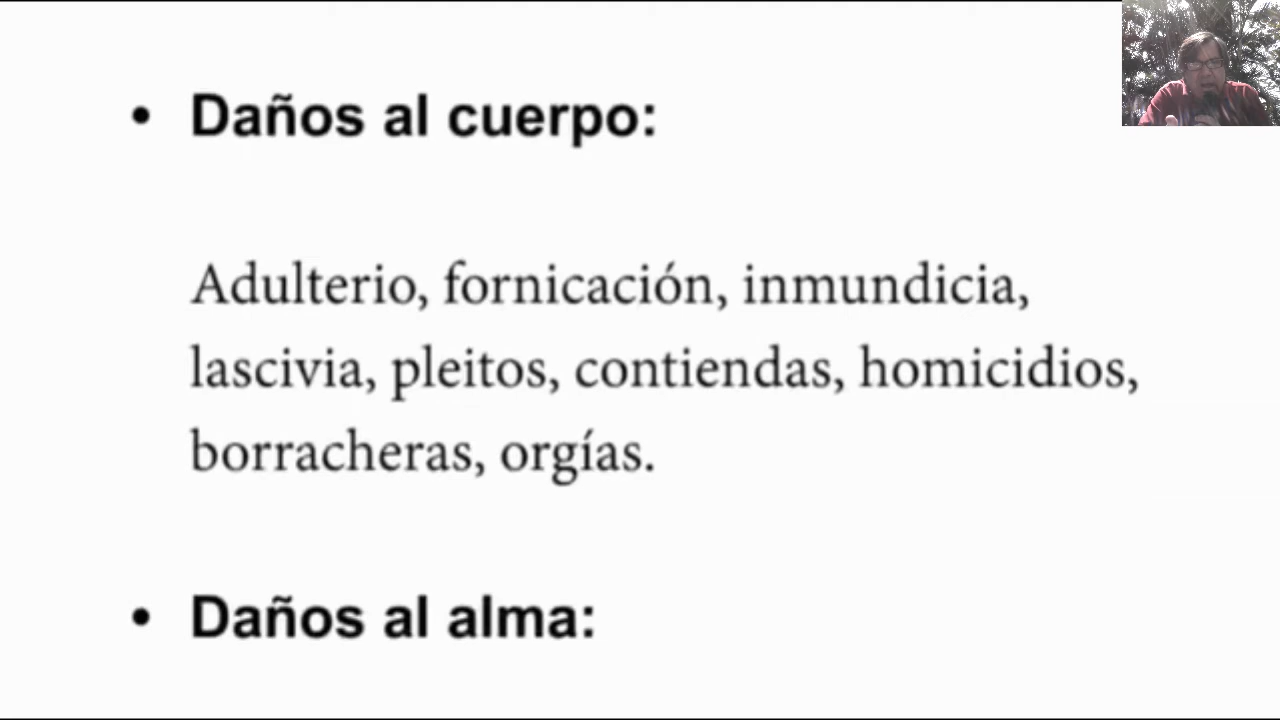 • Daños al cuerpo:
Adulterio, fornicación, inmundicia,
lascivia, pleitos, contiendas, homicidios,
borracheras, orgías.
• Daños al alma: